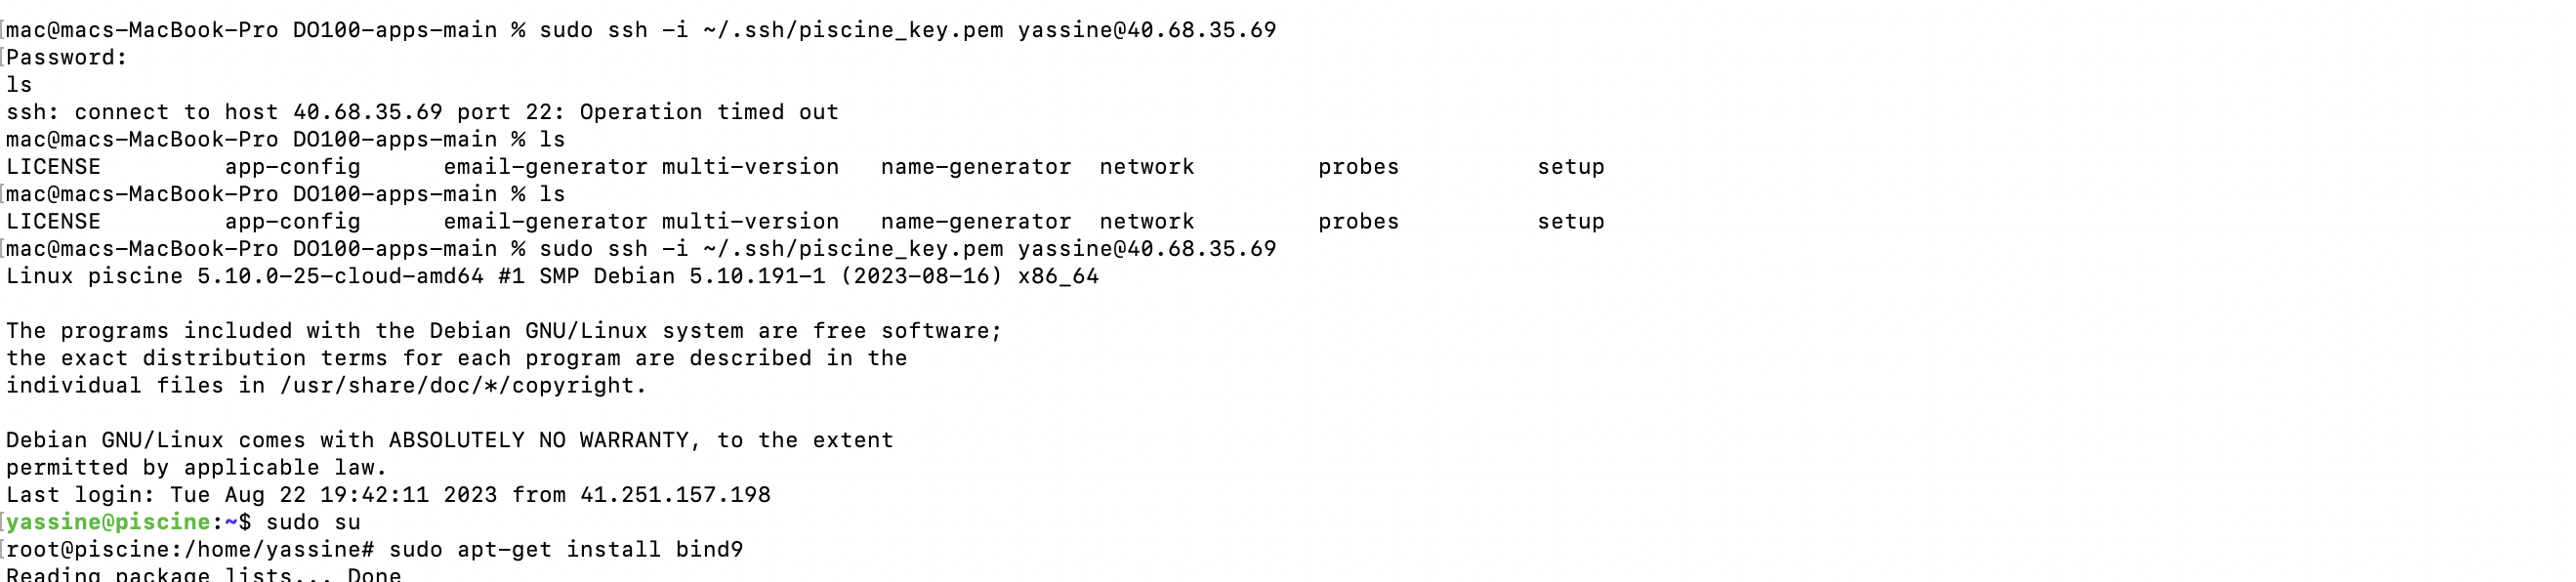 mac@macs-MacBook-Pro DO100-apps-main % sudo ssh -i ~/.ssh/piscine_key.pem yassine@40.68.35.69
Password:
ls
ssh: connect to host 40.68.35.69 port 22: Operation timed out
mac@macs-MacBook-Pro DO100-apps-main % ls
LICENSE app-config email-generator multi-version name-generator network probes setup
mac@macs-MacBook-Pro DO100-apps-main % ls
LICENSE app-config email-generator multi-version name-generator network probes setup
mac@macs-MacBook-Pro DO100-apps-main % sudo ssh -i ~/.ssh/piscine_key.pem yassine@40.68.35.69
Linux piscine 5.10.0-25-cloud-amd64 #1 SMP Debian 5.10.191-1 (2023-08-16) x86_64
The programs included with the Debian GNU/Linux system are free software;
the exact distribution terms for each program are described in the
individual files in /usr/share/doc/*/copyright.
Debian GNU/Linux comes with ABSOLUTELY NO WARRANTY, to the extent
permitted by applicable law.
Last login: Tue Aug 22 19:42:11 2023 from 41.251.157.198
yassine@piscine:~$ sudo su
root@piscine:/home/yassine# sudo apt-get install bind9
Reading package lists... Done